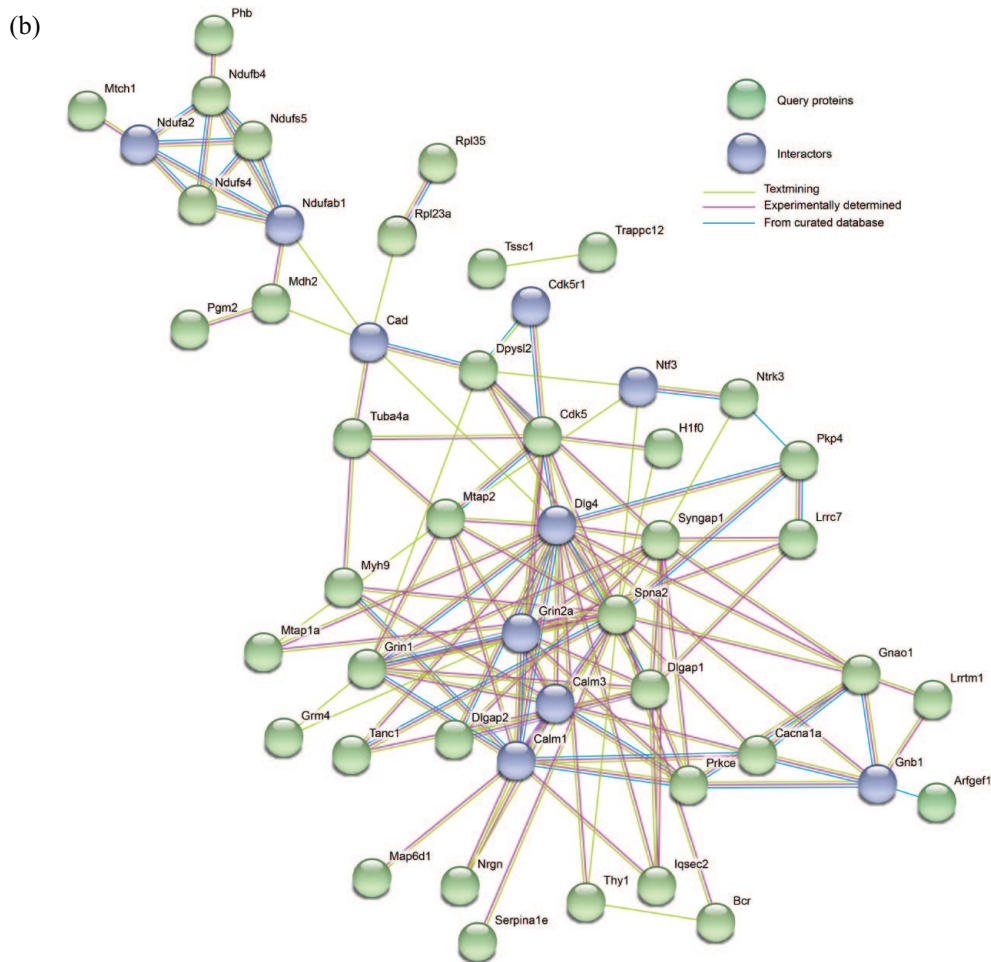 (b)
Phb
Ndufb4
Mtch1
Ndufa2
Ndufs5
Rpl35
Query proteins
Interactors
Ndufs4
Ndufab1
Rpl23a
Textmining
Experimentally determined
From curated database
Tssc1
Trappc12
Mdh2
Cdk5r1
Pgm2
Cad
Dpysl2
Ntf3
Ntrk3
Tuba4a
Cdk5
H1f0
Pkp4
Mtap2
Dlg4
Syngap1
Lrrc7
Myh9
Spna2
Mtap1a
Grin2a
Grin1
Gnao1
Calm3
Dlgap1
Lrrtm1
Grm4
Tanc1
Dlgap2
Calm1
Cacna1a
Prkce
Gnb1
Arfgef1
Map6d1
Nrgn
Thy1
Iqsec2
Bcr
Serpina1e